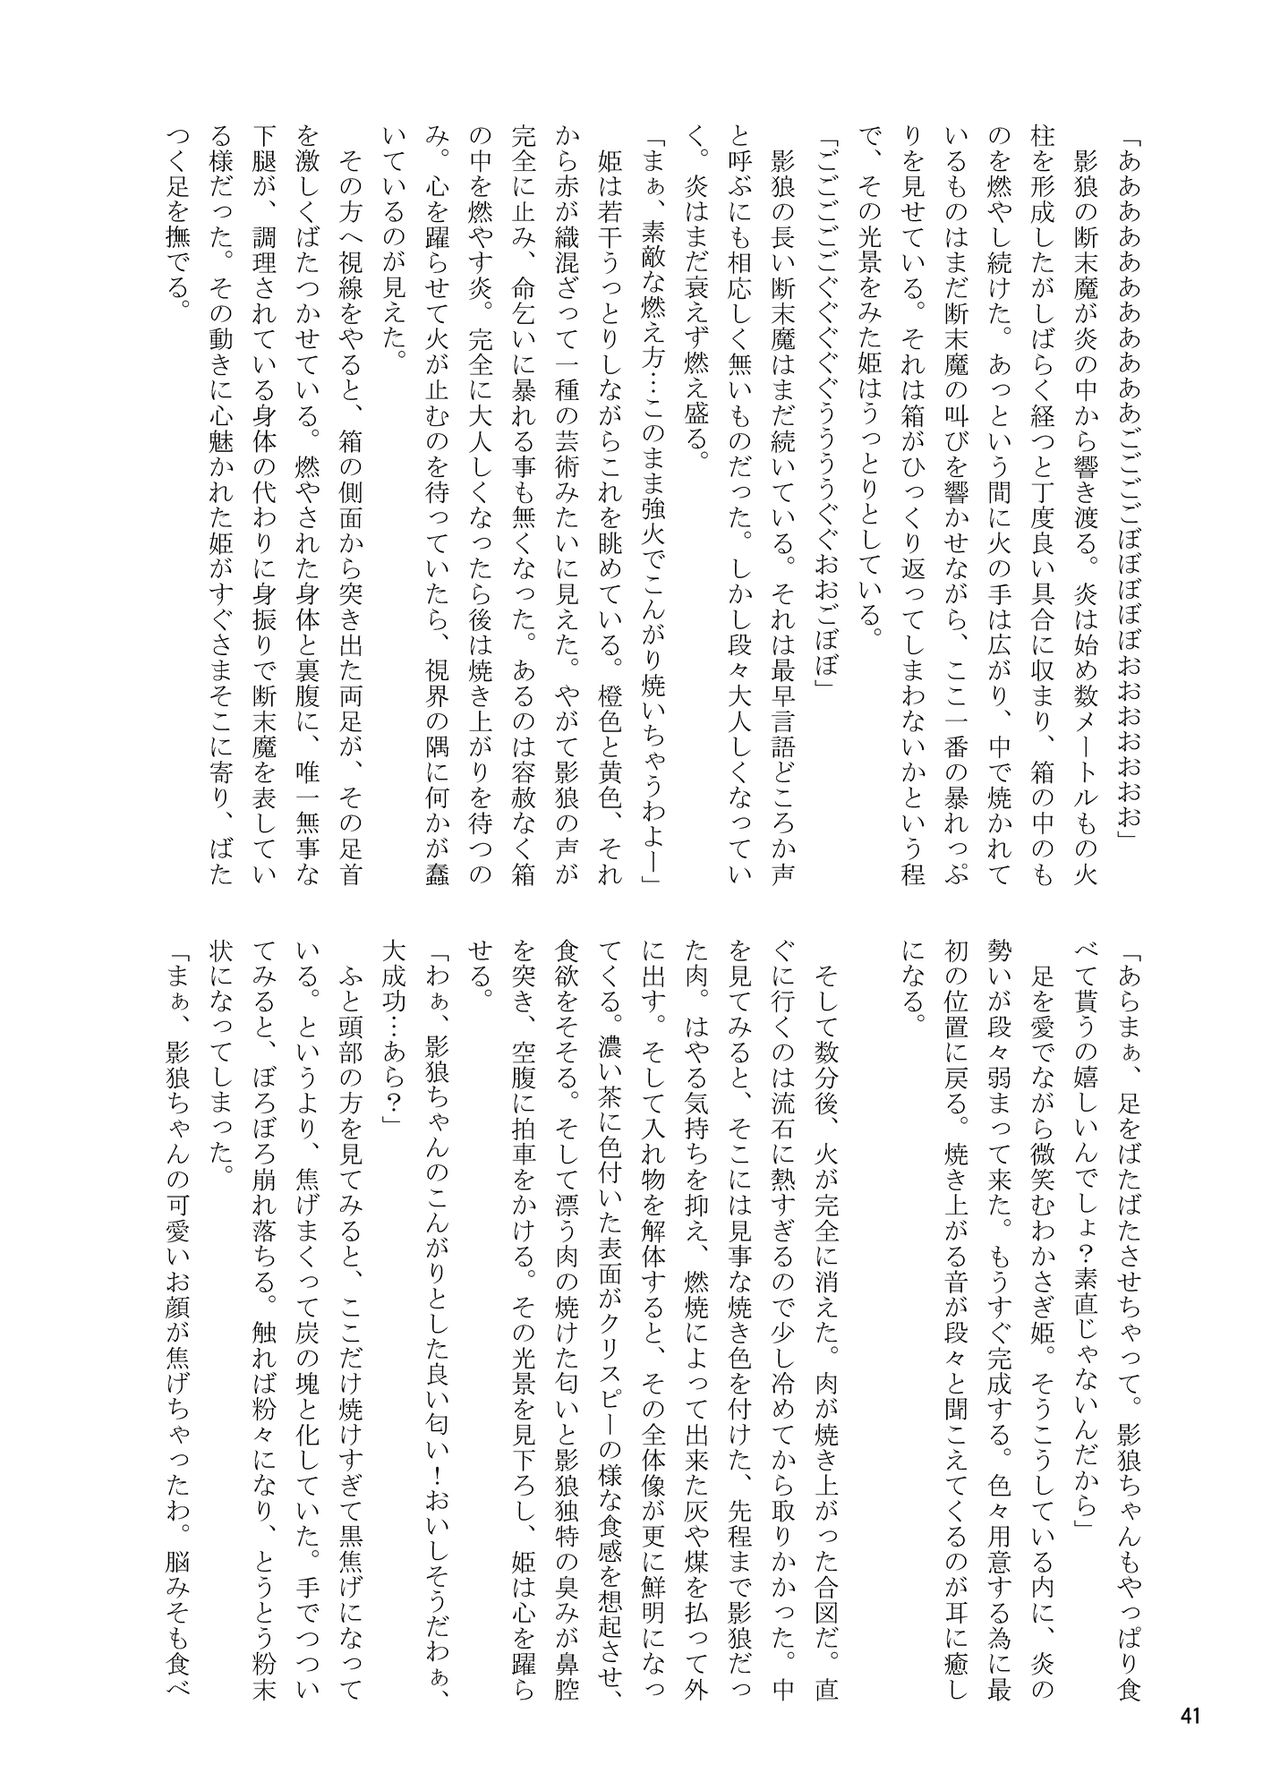 「あああああああああああごごごごぼぼぼぼぼおおおおおおお」
　影狼の断末魔が炎の中から響き渡る。炎は始め数メートルもの火
柱を形成したがしばらく経つと丁度良い具合に収まり、箱の中のも
のを燃やし続けた。あっという間に火の手は広がり、中で焼かれて
いるものはまだ断末魔の叫びを響かせながら、ここ一番の暴れっぷ
りを見せている。それは箱がひっくり返ってしまわないかという程
で、その光景をみた姫はうっとりとしている。
「ごごごごごぐぐぐぐぐうううううぐぐおおごぼぼ」
　影狼の長い断末魔はまだ続いている。それは最早言語どころか声
と呼ぶにも相応しく無いものだった。しかし段々大人しくなってい
く。炎はまだ衰えず燃え盛る。
「まぁ、素敵な燃え方…このまま強火でこんがり焼いちゃうわよー」
　姫は若干うっとりしながらこれを眺めている。橙色と黄色、それ
から赤が織混ざって一種の芸術みたいに見えた。やがて影狼の声が
完全に止み、命乞いに暴れる事も無くなった。あるのは容赦なく箱
の中を燃やす炎。完全に大人しくなったら後は焼き上がりを待つの
み。心を躍らせて火が止むのを待っていたら、視界の隅に何かが蠢
いているのが見えた。
　その方へ視線をやると、箱の側面から突き出た両足が、その足首
を激しくばたつかせている。燃やされた身体と裏腹に、唯一無事な
下腿が、調理されている身体の代わりに身振りで断末魔を表してい
る様だった。その動きに心魅かれた姫がすぐさまそこに寄り、ばた
つく足を撫でる。
「あらまぁ、足をばたばたさせちゃって。影狼ちゃんもやっぱり食
べて貰うの嬉しいんでしょ？素直じゃないんだから」
　足を愛でながら微笑むわかさぎ姫。そうこうしている内に、炎の
勢いが段々弱まって来た。もうすぐ完成する。色々用意する為に最
初の位置に戻る。焼き上がる音が段々と聞こえてくるのが耳に癒し
になる。
　そして数分後、火が完全に消えた。肉が焼き上がった合図だ。直
ぐに行くのは流石に熱すぎるので少し冷めてから取りかかった。中
を見てみると、そこには見事な焼き色を付けた、先程まで影狼だっ
た肉。はやる気持ちを抑え、燃焼によって出来た灰や煤を払って外
に出す。そして入れ物を解体すると、その全体像が更に鮮明になっ
てくる。濃い茶に色付いた表面がクリスピーの様な食感を想起させ、
食欲をそそる。そして漂う肉の焼けた匂いと影狼独特の臭みが鼻腔
を突き、空腹に拍車をかける。その光景を見下ろし、姫は心を躍ら
せる。
「わぁ、影狼ちゃんのこんがりとした良い匂い！おいしそうだわぁ、
大成功…あら？」
　ふと頭部の方を見てみると、ここだけ焼けすぎて黒焦げになって
いる。というより、焦げまくって炭の塊と化していた。手でつつい
てみると、ぼろぼろ崩れ落ちる。触れば粉々になり、とうとう粉末
状になってしまった。
「まぁ、影狼ちゃんの可愛いお顔が焦げちゃったわ。脳みそも食べ
41